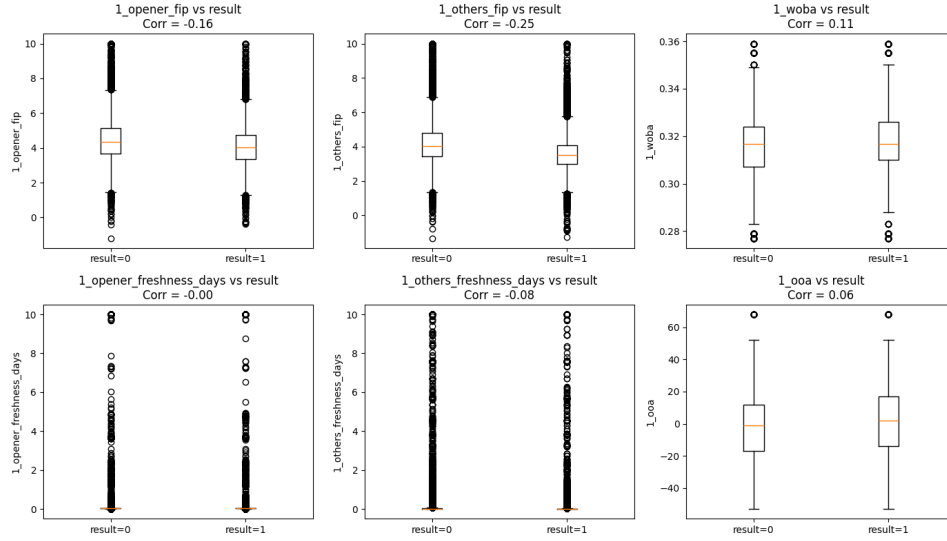 1_opener_fip vs result
Corr = -0.16
1_opener_fip
10
8
6
4
2
0
result=0 result=1
1_others_fip vs result
Corr = -0.25
1_others_fip
10
8
6
4
2
0
result=0 result=1
1_woba vs result
Corr = 0.11
1_woba
0.36
0.34
0.32
0.30
0.28
result=0 result=1
1_opener_freshness_days vs result
Corr = -0.00
1_opener_freshness_days
10
8
6
4
2
0
result=0 result=1
1_others_freshness_days vs result
Corr = -0.08
1_others_freshness_days
10
8
6
4
2
0
result=0 result=1
1_ooa vs result
Corr = 0.06
1_ooa
60
40
20
0
−20
−40
result=0 result=1